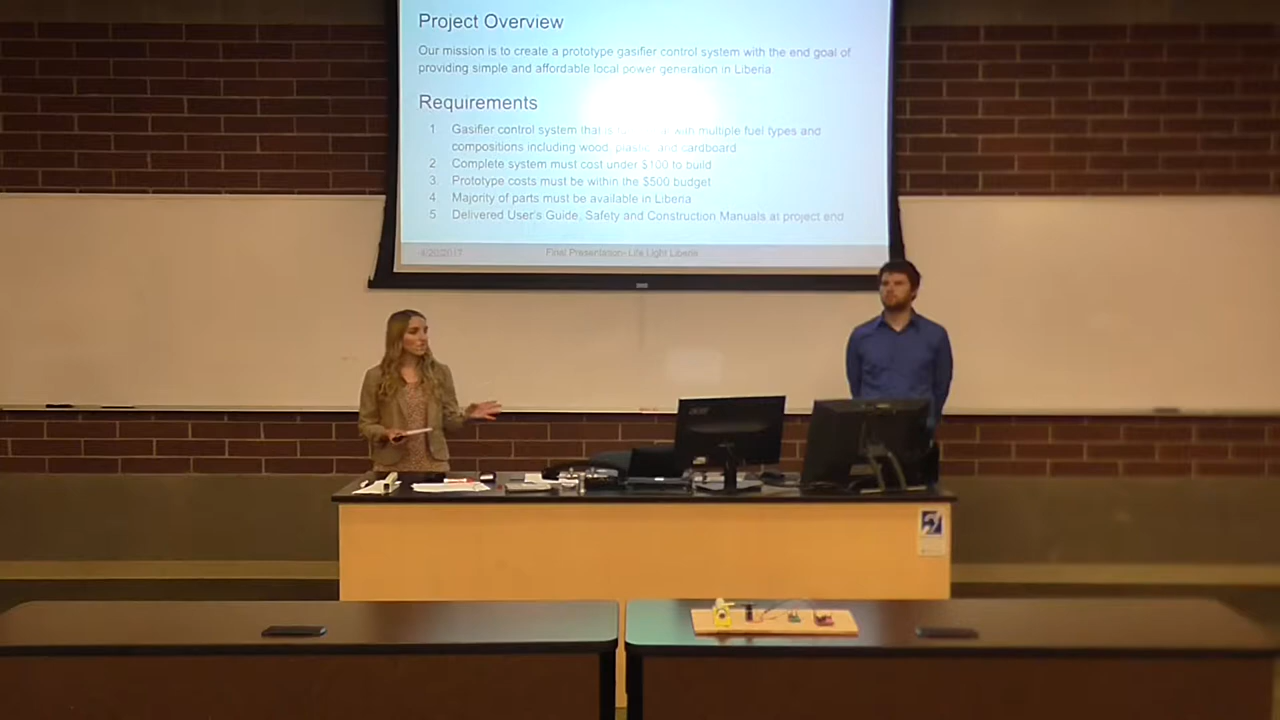 Project Overview
Our mission is to create a prototype gasifier control system with the end goal of
providing simple and affordable local power generation in Liberia
Requirements
1 Gasifier control system that is with multiple fuel types and
compositions including wood, plastic, and cardboard
2 Complete system must cost under $100 to build
3. Prototype costs must be within the $500 budget
4 Majority of parts must be available in Liberia
5 Delivered User's Guide, Safety and Construction Manuals at project end
4/20/2017 Final Presentation- Life Light Liberia
acer